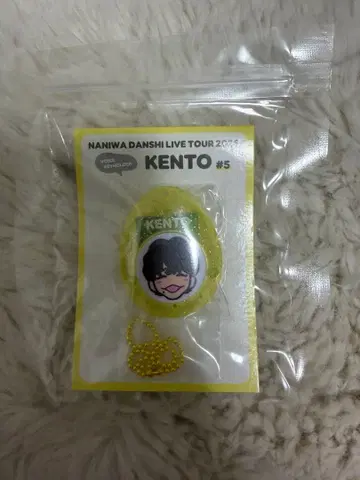 NANIWA DANSHI LIVE TOUR
KENTO #5
KENTO